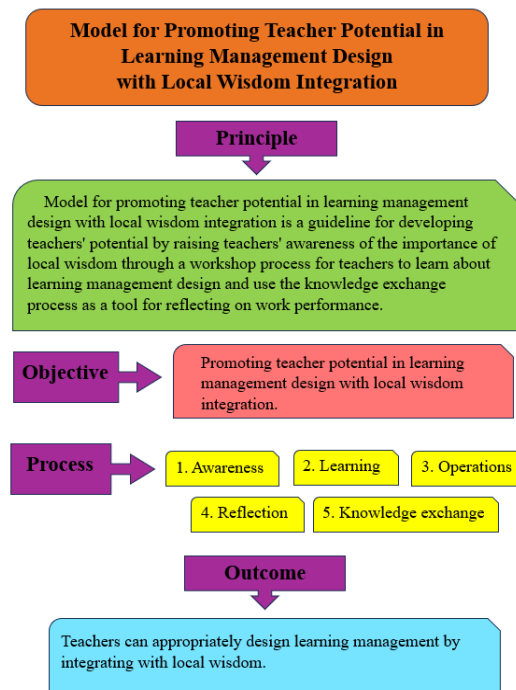 Model for Promoting Teacher Potential in
Learning Management Design
with Local Wisdom Integration
Principle
Model for promoting teacher potential in learning management
design with local wisdom integration is a guideline for developing
teachers' potential by raising teachers' awareness of the importance of
local wisdom through a workshop process for teachers to learn about
learning management design and use the knowledge exchange
process as a tool for reflecting on work performance.
Objective
Promoting teacher potential in learning
management design with local wisdom
integration.
Process
1. Awareness
2. Learning
3. Operations
4. Reflection
5. Knowledge exchange
Outcome
Teachers can appropriately design learning management by
integrating with local wisdom.